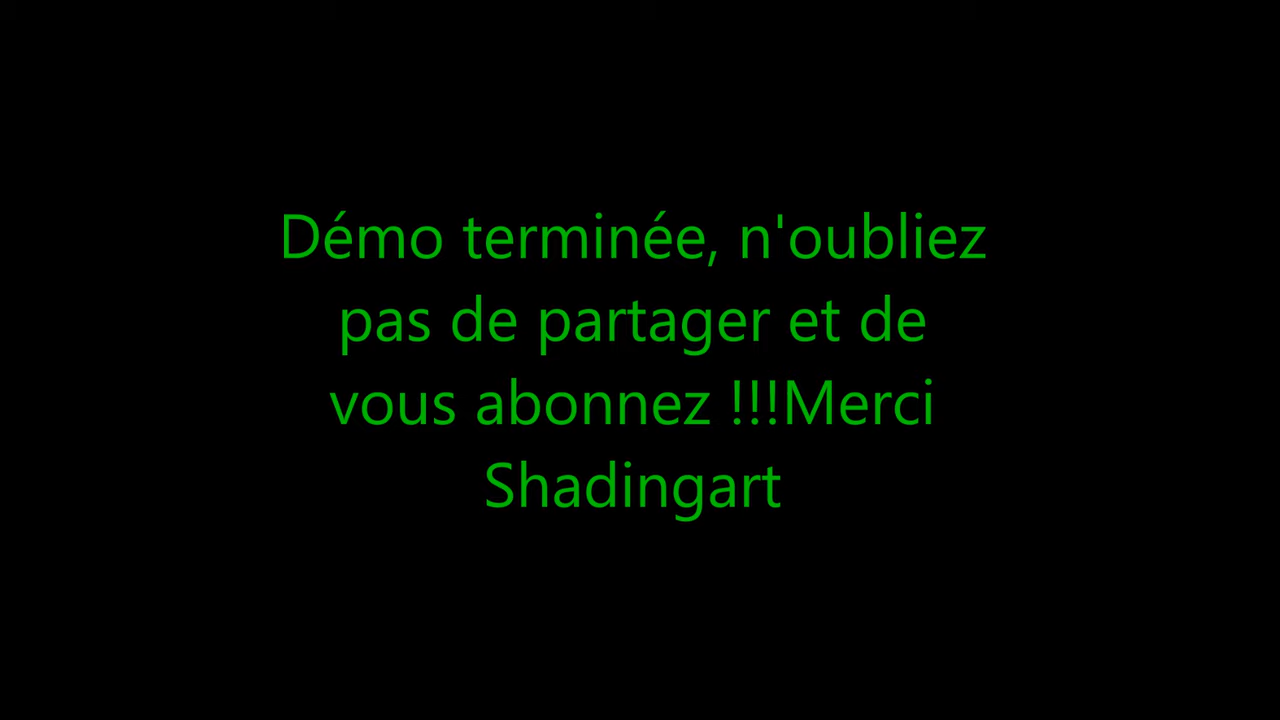 Démo terminée, n'oubliez
pas de partager et de
vous abonnez !!!Merci
Shadingart